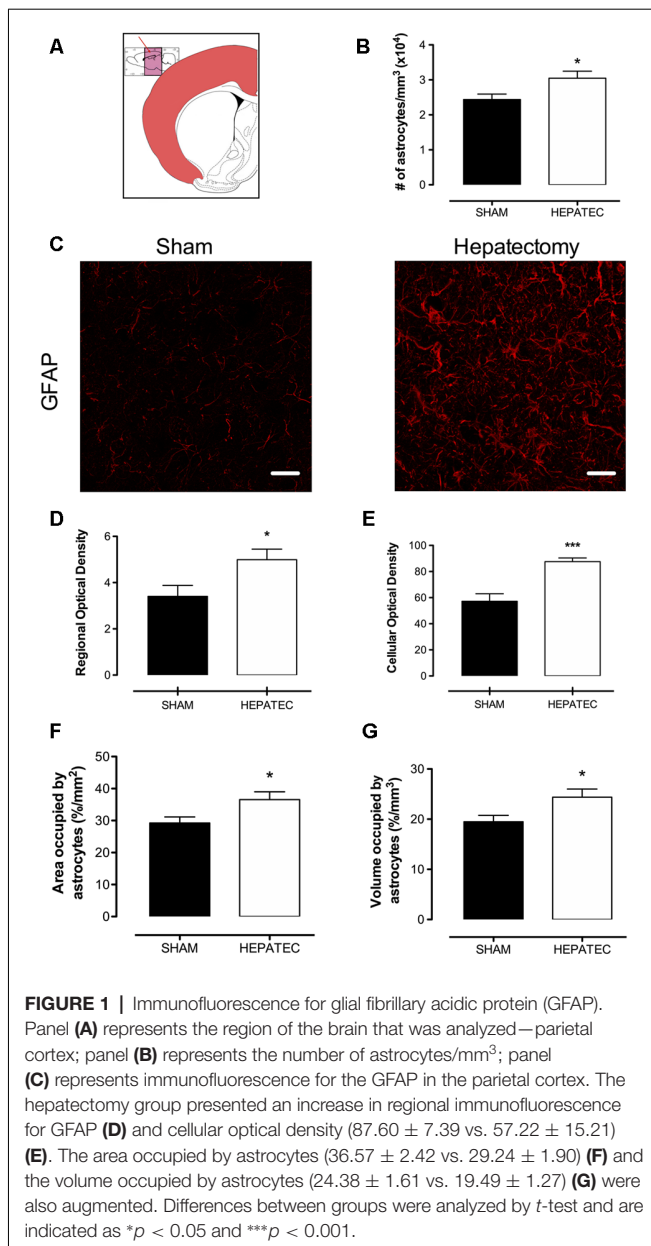 A
B
# of astrocytes/mm³ (x10⁴)
4
3
2
1
0
*
SHAM
HEPATEC
C
Sham
Hepatectomy
GFAP
D
Regional Optical Density
6
4
2
0
*
SHAM
HEPATEC
E
Cellular Optical Density
100
80
60
40
20
0
***
SHAM
HEPATEC
F
Area occupied by
astrocytes (%/mm²)
50
40
30
20
10
0
*
SHAM
HEPATEC
G
Volume occupied by
astrocytes (%/mm³)
30
20
10
0
*
SHAM
HEPATEC
FIGURE 1 | Immunofluorescence for glial fibrillary acidic protein (GFAP).
Panel (A) represents the region of the brain that was analyzed—parietal
cortex; panel (B) represents the number of astrocytes/mm³; panel
(C) represents immunofluorescence for the GFAP in the parietal cortex. The
hepatectomy group presented an increase in regional immunofluorescence
for GFAP (D) and cellular optical density (87.60 ± 7.39 vs. 57.22 ± 15.21)
(E). The area occupied by astrocytes (36.57 ± 2.42 vs. 29.24 ± 1.90) (F) and
the volume occupied by astrocytes (24.38 ± 1.61 vs. 19.49 ± 1.27) (G) were
also augmented. Differences between groups were analyzed by t-test and are
indicated as *p < 0.05 and ***p < 0.001.